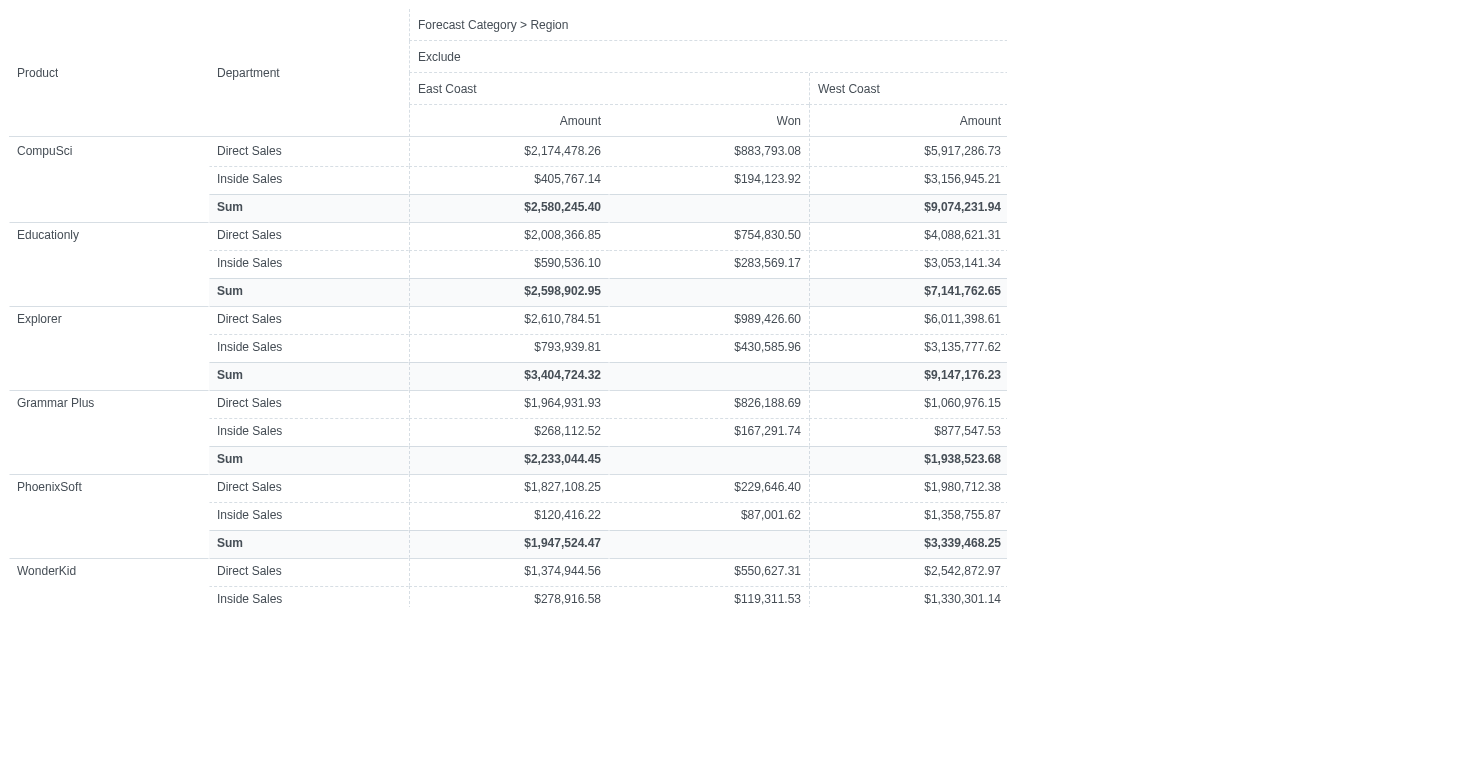 Forecast Category > Region
Exclude
Product Department
East Coast West Coast
Amount Won Amount
CompuSci Direct Sales $2,174,478.26 $883,793.08 $5,917,286.73
Inside Sales $405,767.14 $194,123.92 $3,156,945.21
Sum $2,580,245.40 $9,074,231.94
Educationly Direct Sales $2,008,366.85 $754,830.50 $4,088,621.31
Inside Sales $590,536.10 $283,569.17 $3,053,141.34
Sum $2,598,902.95 $7,141,762.65
Explorer Direct Sales $2,610,784.51 $989,426.60 $6,011,398.61
Inside Sales $793,939.81 $430,585.96 $3,135,777.62
Sum $3,404,724.32 $9,147,176.23
Grammar Plus Direct Sales $1,964,931.93 $826,188.69 $1,060,976.15
Inside Sales $268,112.52 $167,291.74 $877,547.53
Sum $2,233,044.45 $1,938,523.68
PhoenixSoft Direct Sales $1,827,108.25 $229,646.40 $1,980,712.38
Inside Sales $120,416.22 $87,001.62 $1,358,755.87
Sum $1,947,524.47 $3,339,468.25
WonderKid Direct Sales $1,374,944.56 $550,627.31 $2,542,872.97
Inside Sales $278,916.58 $119,311.53 $1,330,301.14